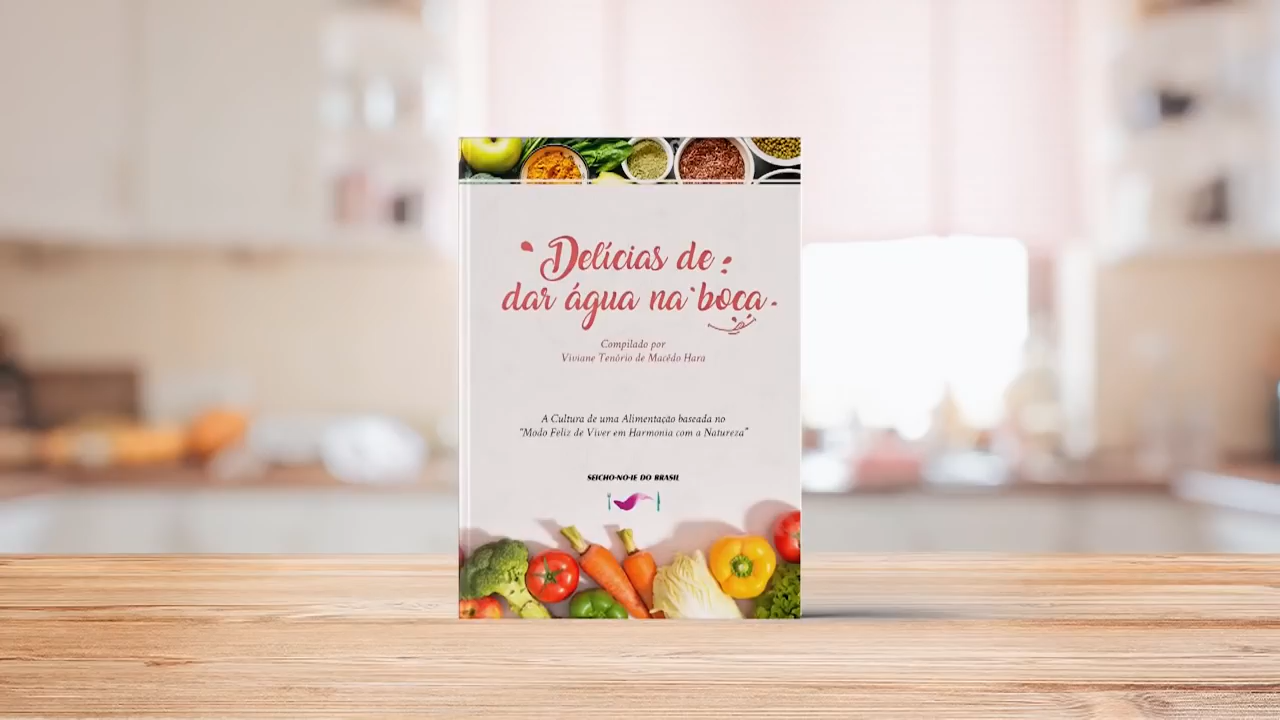 Delícias de
dar água na boca
Compilado por
Viviane Tenório de Macêdo Hara
A Cultura de uma Alimentação baseada no
"Modo Feliz de Viver em Harmonia com a Natureza"
SEICHO-NO-IE DO BRASIL